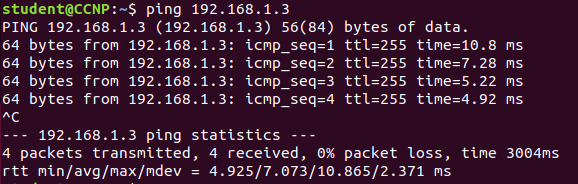 student@CCNP:~$ ping 192.168.1.3
PING 192.168.1.3 (192.168.1.3) 56(84) bytes of data.
64 bytes from 192.168.1.3: icmp_seq=1 ttl=255 time=10.8 ms
64 bytes from 192.168.1.3: icmp_seq=2 ttl=255 time=7.28 ms
64 bytes from 192.168.1.3: icmp_seq=3 ttl=255 time=5.22 ms
64 bytes from 192.168.1.3: icmp_seq=4 ttl=255 time=4.92 ms
^C
--- 192.168.1.3 ping statistics ---
4 packets transmitted, 4 received, 0% packet loss, time 3004ms
rtt min/avg/max/mdev = 4.925/7.073/10.865/2.371 ms